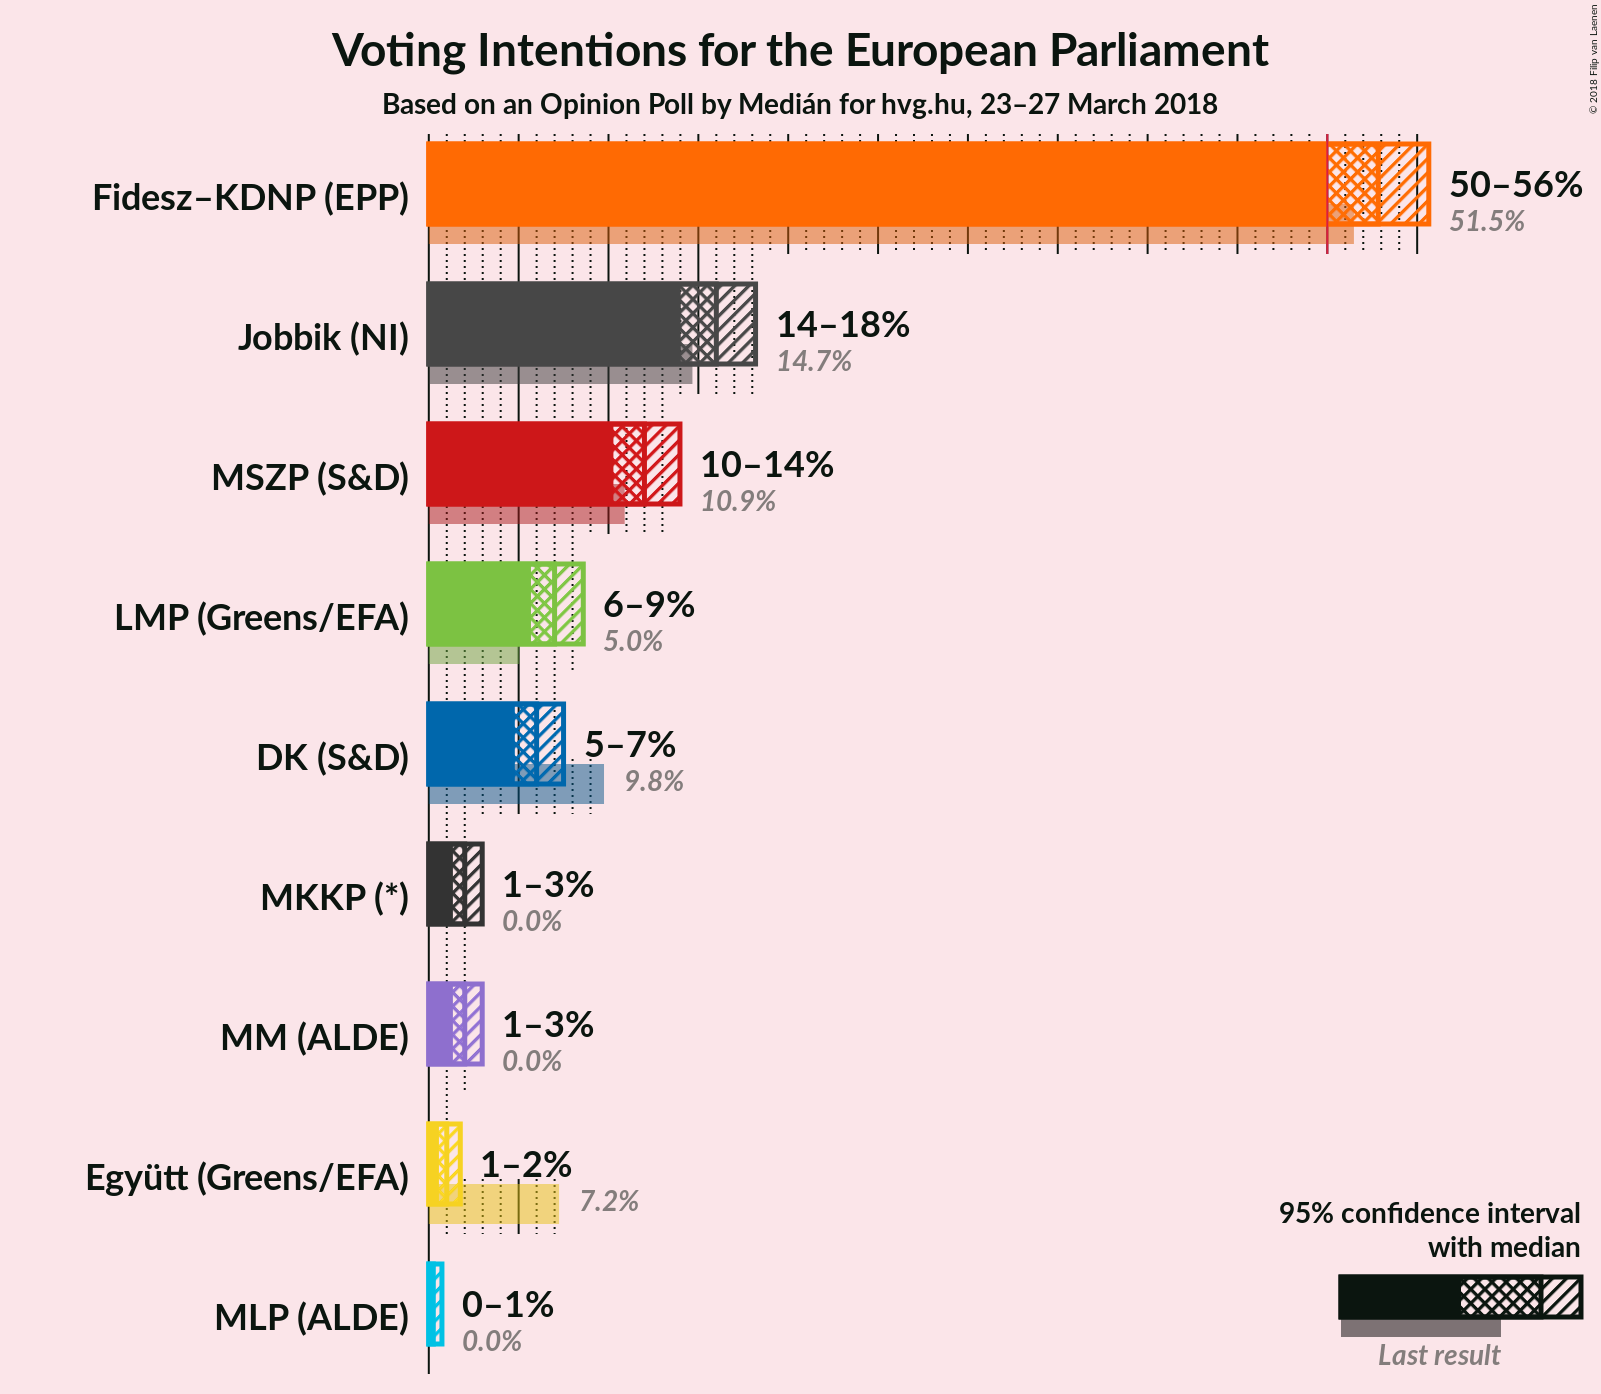 Voting Intentions for the European Parliament
Based on an Opinion Poll by Medián for hvg.hu, 23–27 March 2018
© 2018 Filip van Laenen
Fidesz–KDNP (EPP)
50–56%
51.5%
Jobbik (NI)
14–18%
14.7%
MSZP (S&D)
10–14%
10.9%
LMP (Greens/EFA)
6–9%
5.0%
DK (S&D)
5–7%
9.8%
MKKP (*)
1–3%
0.0%
MM (ALDE)
1–3%
0.0%
Együtt (Greens/EFA)
1–2%
7.2%
MLP (ALDE)
0–1%
0.0%
95% confidence interval
with median
Last result